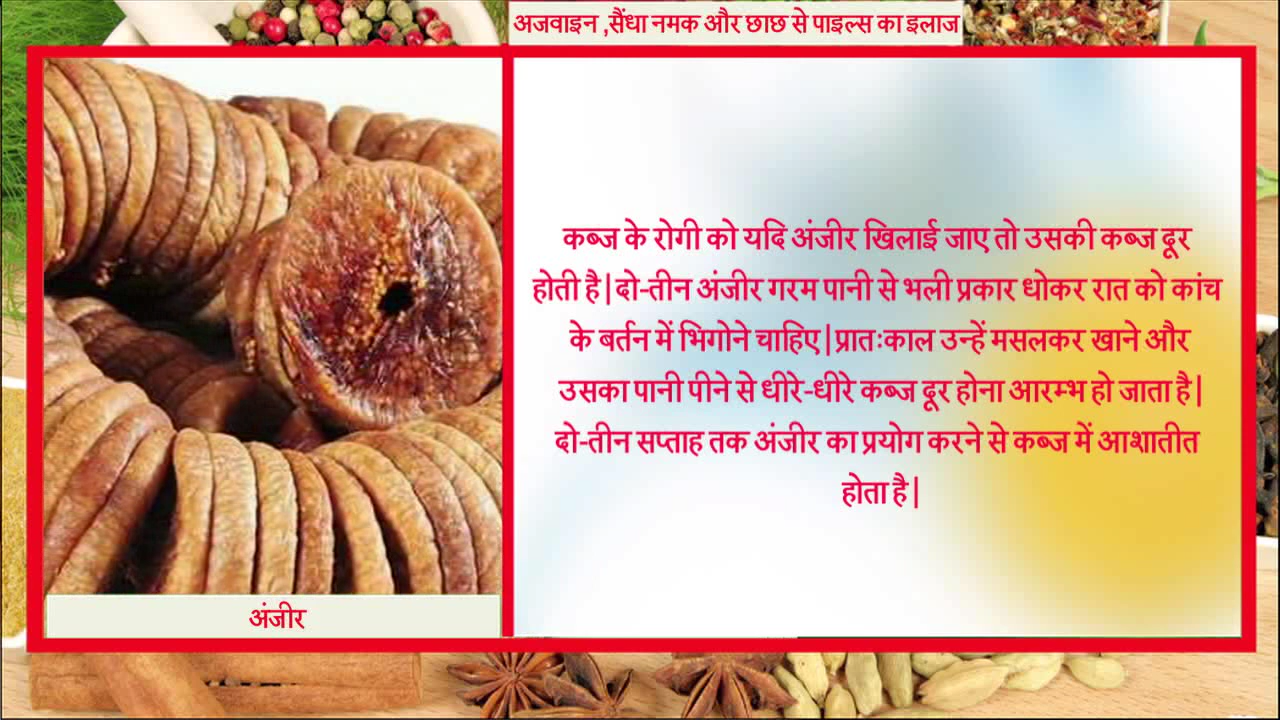 अजवाइन ,सैंधा नमक और छाछ से पाइल्स का इलाज
कब्ज के रोगी को यदि अंजीर खिलाई जाए तो उसकी कब्ज दूर
होती है | दो-तीन अंजीर गरम पानी से भली प्रकार धोकर रात को कांच
के बर्तन में भिगोने चाहिए | प्रातःकाल उन्हें मसलकर खाने और
उसका पानी पीने से धीरे-धीरे कब्ज दूर होना आरम्भ हो जाता है |
दो-तीन सप्ताह तक अंजीर का प्रयोग करने से कब्ज में आशातीत
होता है |
अंजीर